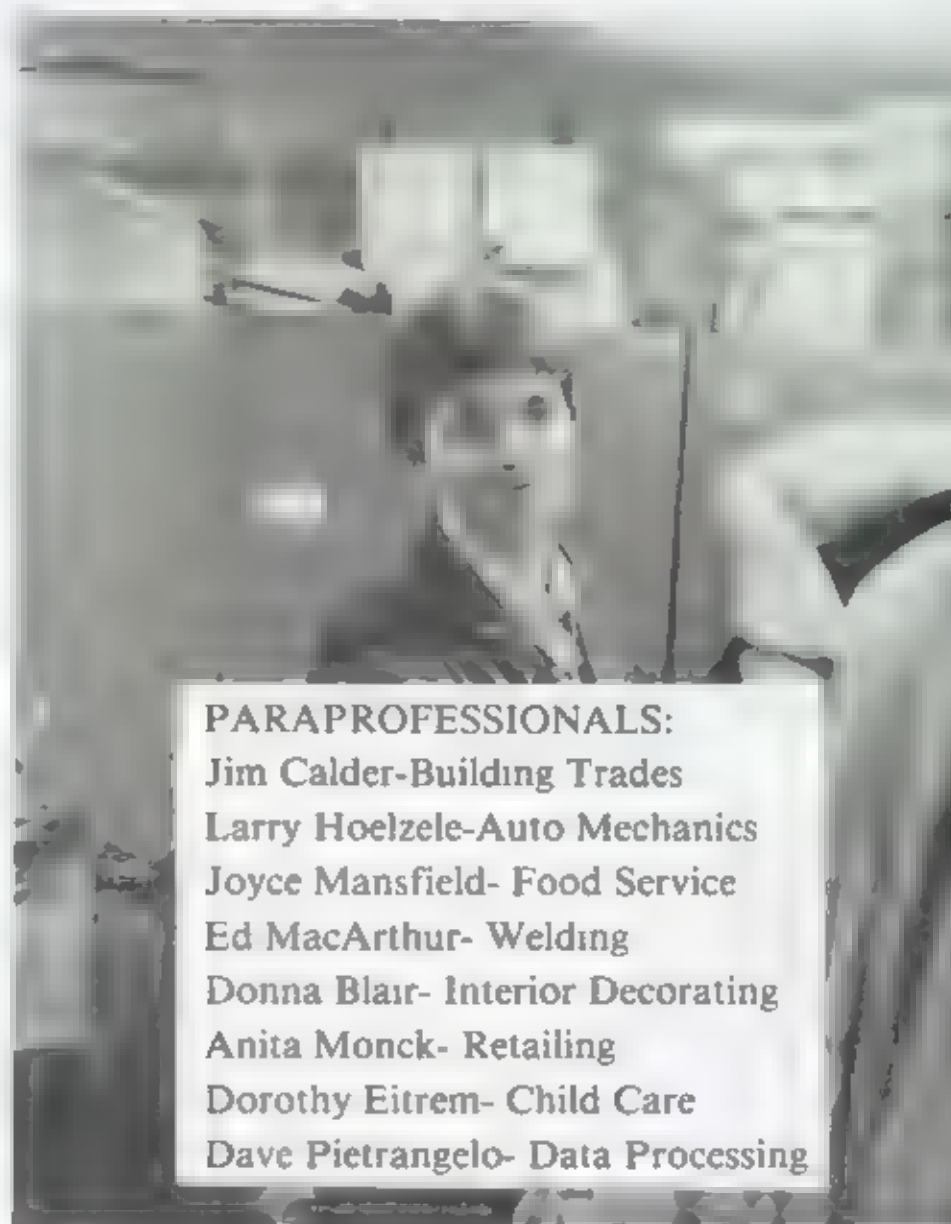 PARAPROFESSIONALS:
Jim Calder-Building Trades
Larry Hoelzele-Auto Mechanics
Joyce Mansfield- Food Service
Ed MacArthur- Welding
Donna Blair- Interior Decorating
Anita Monck- Retailing
Dorothy Eitrem- Child Care
Dave Pietrangelo- Data Processing